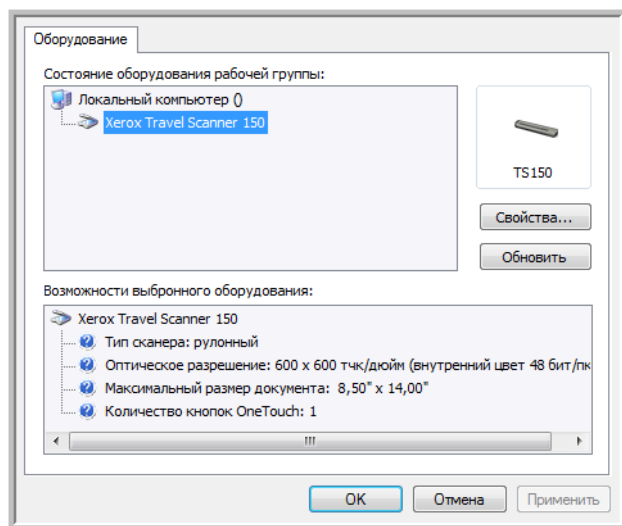 Оборудование
Состояние оборудования рабочей группы:
Локальный компьютер ()
Xerox Travel Scanner 150
TS150
Свойства...
Обновить
Возможности выбронного оборудования:
Xerox Travel Scanner 150
Тип сканера: рулонный
Оптическое разрешение: 600 x 600 тчк/дюйм (внутренний цвет 48 бит/пк
Максимальный размер документа: 8,50" x 14,00"
Количество кнопок OneTouch: 1
OK
Отмена
Применить